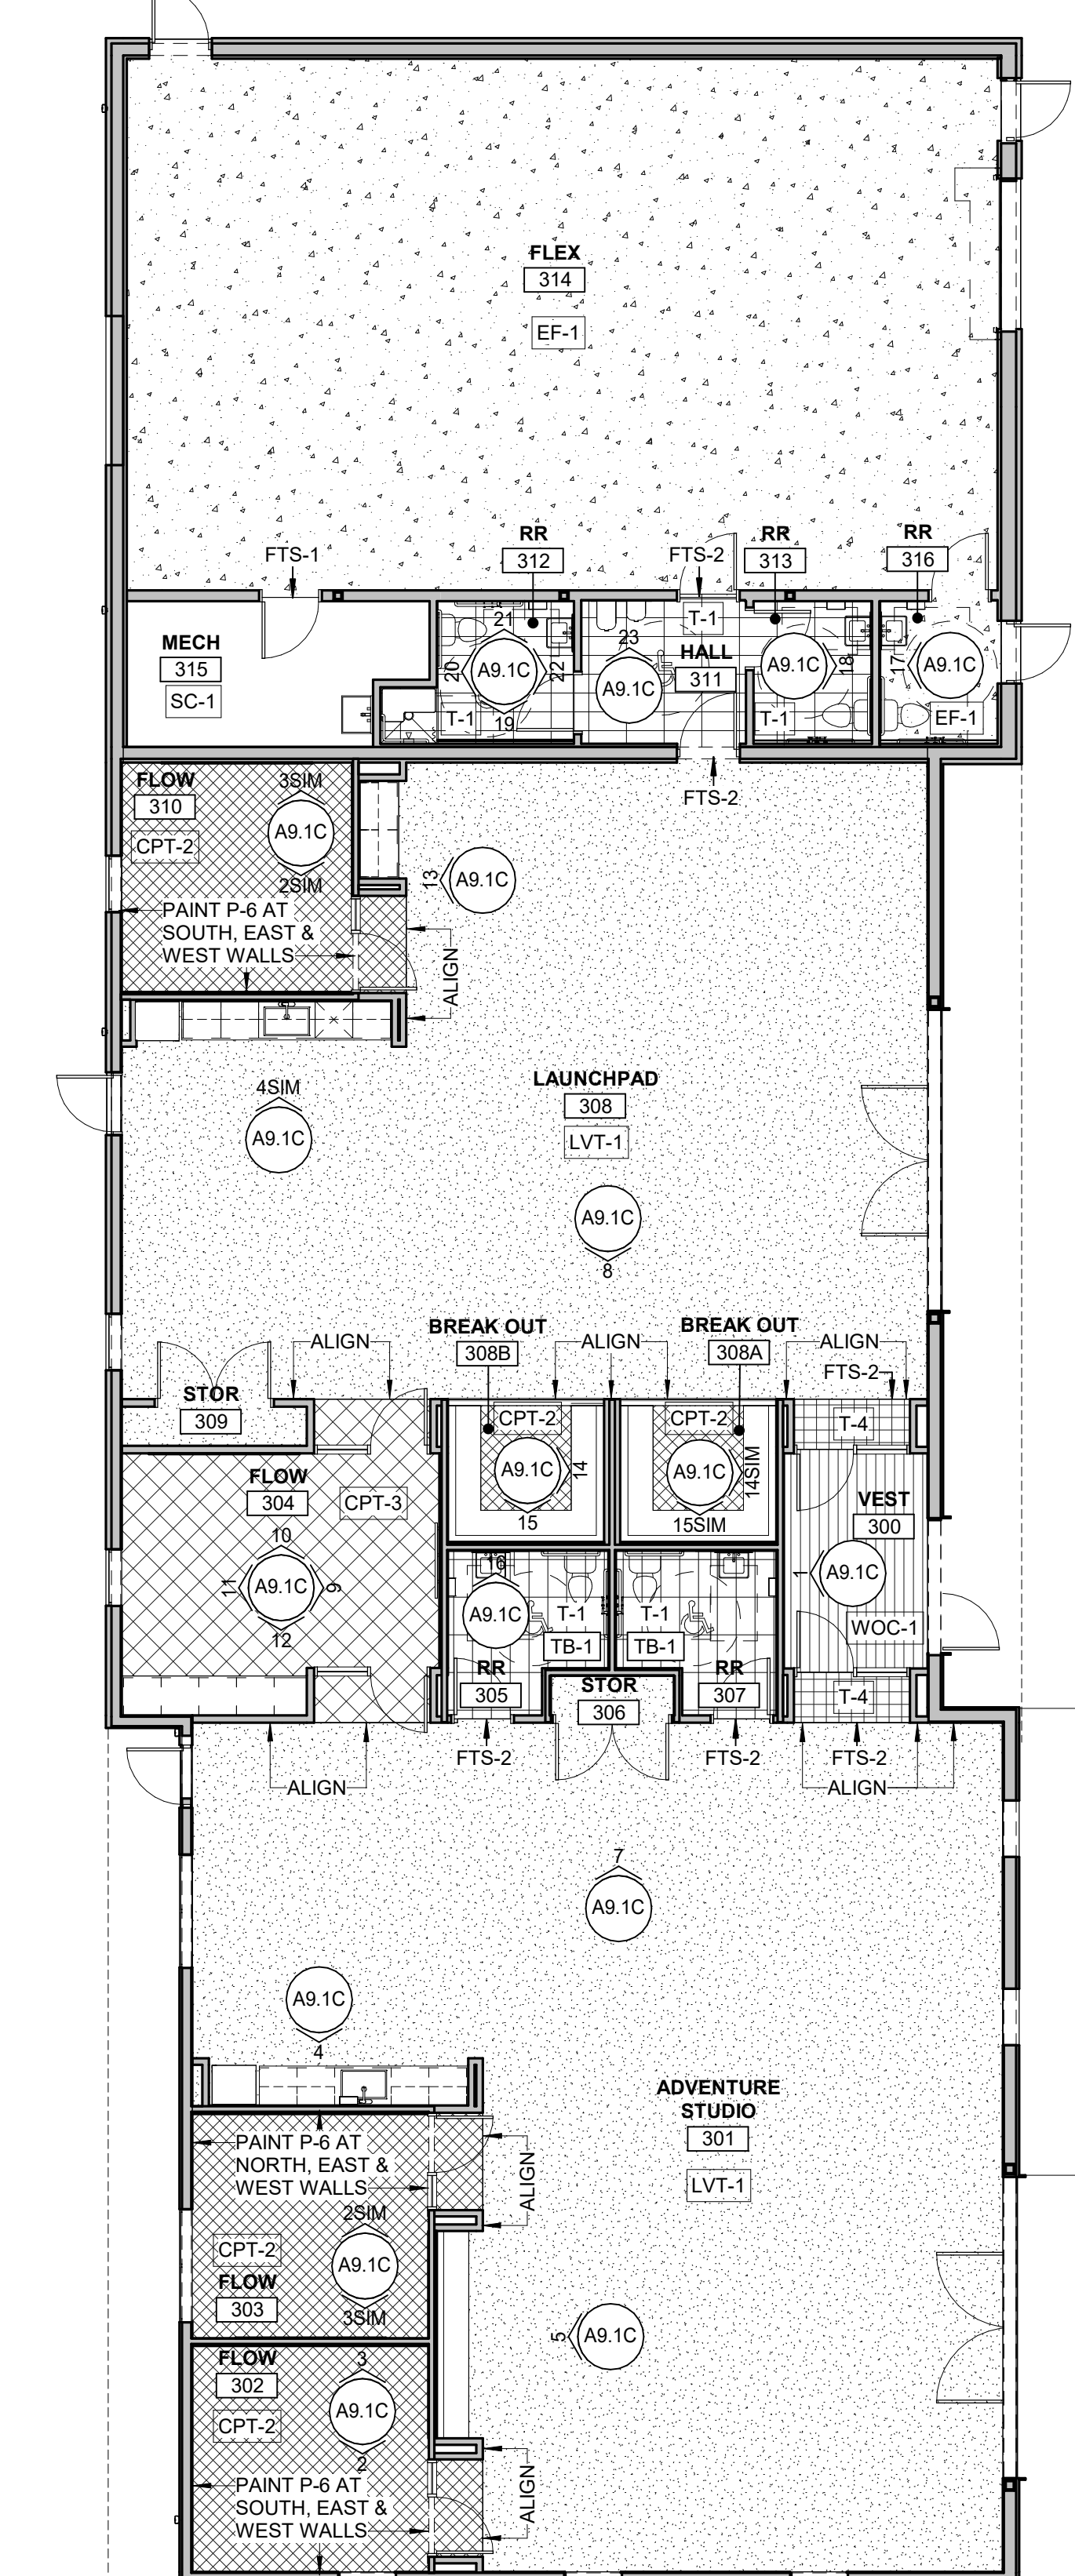 FLEX
314
EF-1
FTS-1
RR
312
FTS-2
RR
313
RR
316
MECH
315
SC-1
21
20
A9.1C
22
19
T-1
23
A9.1C
T-1
HALL
311
A9.1C
18
T-1
17
A9.1C
EF-1
FTS-2
FLOW
310
CPT-2
3SIM
A9.1C
2SIM
PAINT P-6 AT
SOUTH, EAST &
WEST WALLS
13
A9.1C
ALIGN
4SIM
A9.1C
LAUNCHPAD
308
LVT-1
A9.1C
8
ALIGN
BREAK OUT
308B
ALIGN
BREAK OUT
308A
ALIGN
FTS-2
STOR
309
CPT-2
A9.1C
14
15
CPT-2
A9.1C
14SIM
15SIM
T-4
FLOW
304
CPT-3
10
11
A9.1C
9
12
VEST
300
1
A9.1C
WOC-1
16
A9.1C
T-1
TB-1
RR
305
T-1
TB-1
RR
307
STOR
306
T-4
ALIGN
FTS-2
FTS-2
FTS-2
ALIGN
7
A9.1C
A9.1C
4
ADVENTURE
STUDIO
301
LVT-1
PAINT P-6 AT
NORTH, EAST &
WEST WALLS
ALIGN
2SIM
CPT-2
A9.1C
FLOW
303
3SIM
5
A9.1C
FLOW
302
CPT-2
3
A9.1C
2
PAINT P-6 AT
SOUTH, EAST &
WEST WALLS
ALIGN